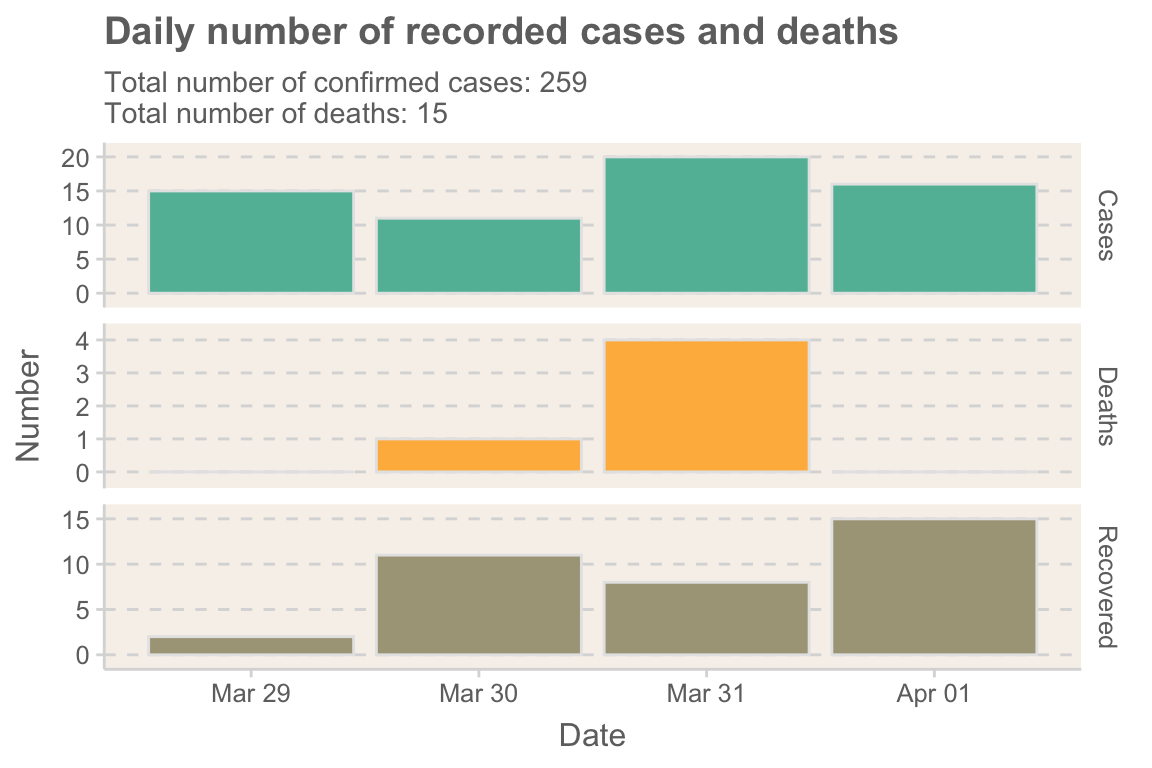 Daily number of recorded cases and deaths
Total number of confirmed cases: 259
Total number of deaths: 15
20
15
10
5
0
Cases
4
3
2
1
0
Deaths
15
10
5
0
Recovered
Number
Mar 29 Mar 30 Mar 31 Apr 01
Date